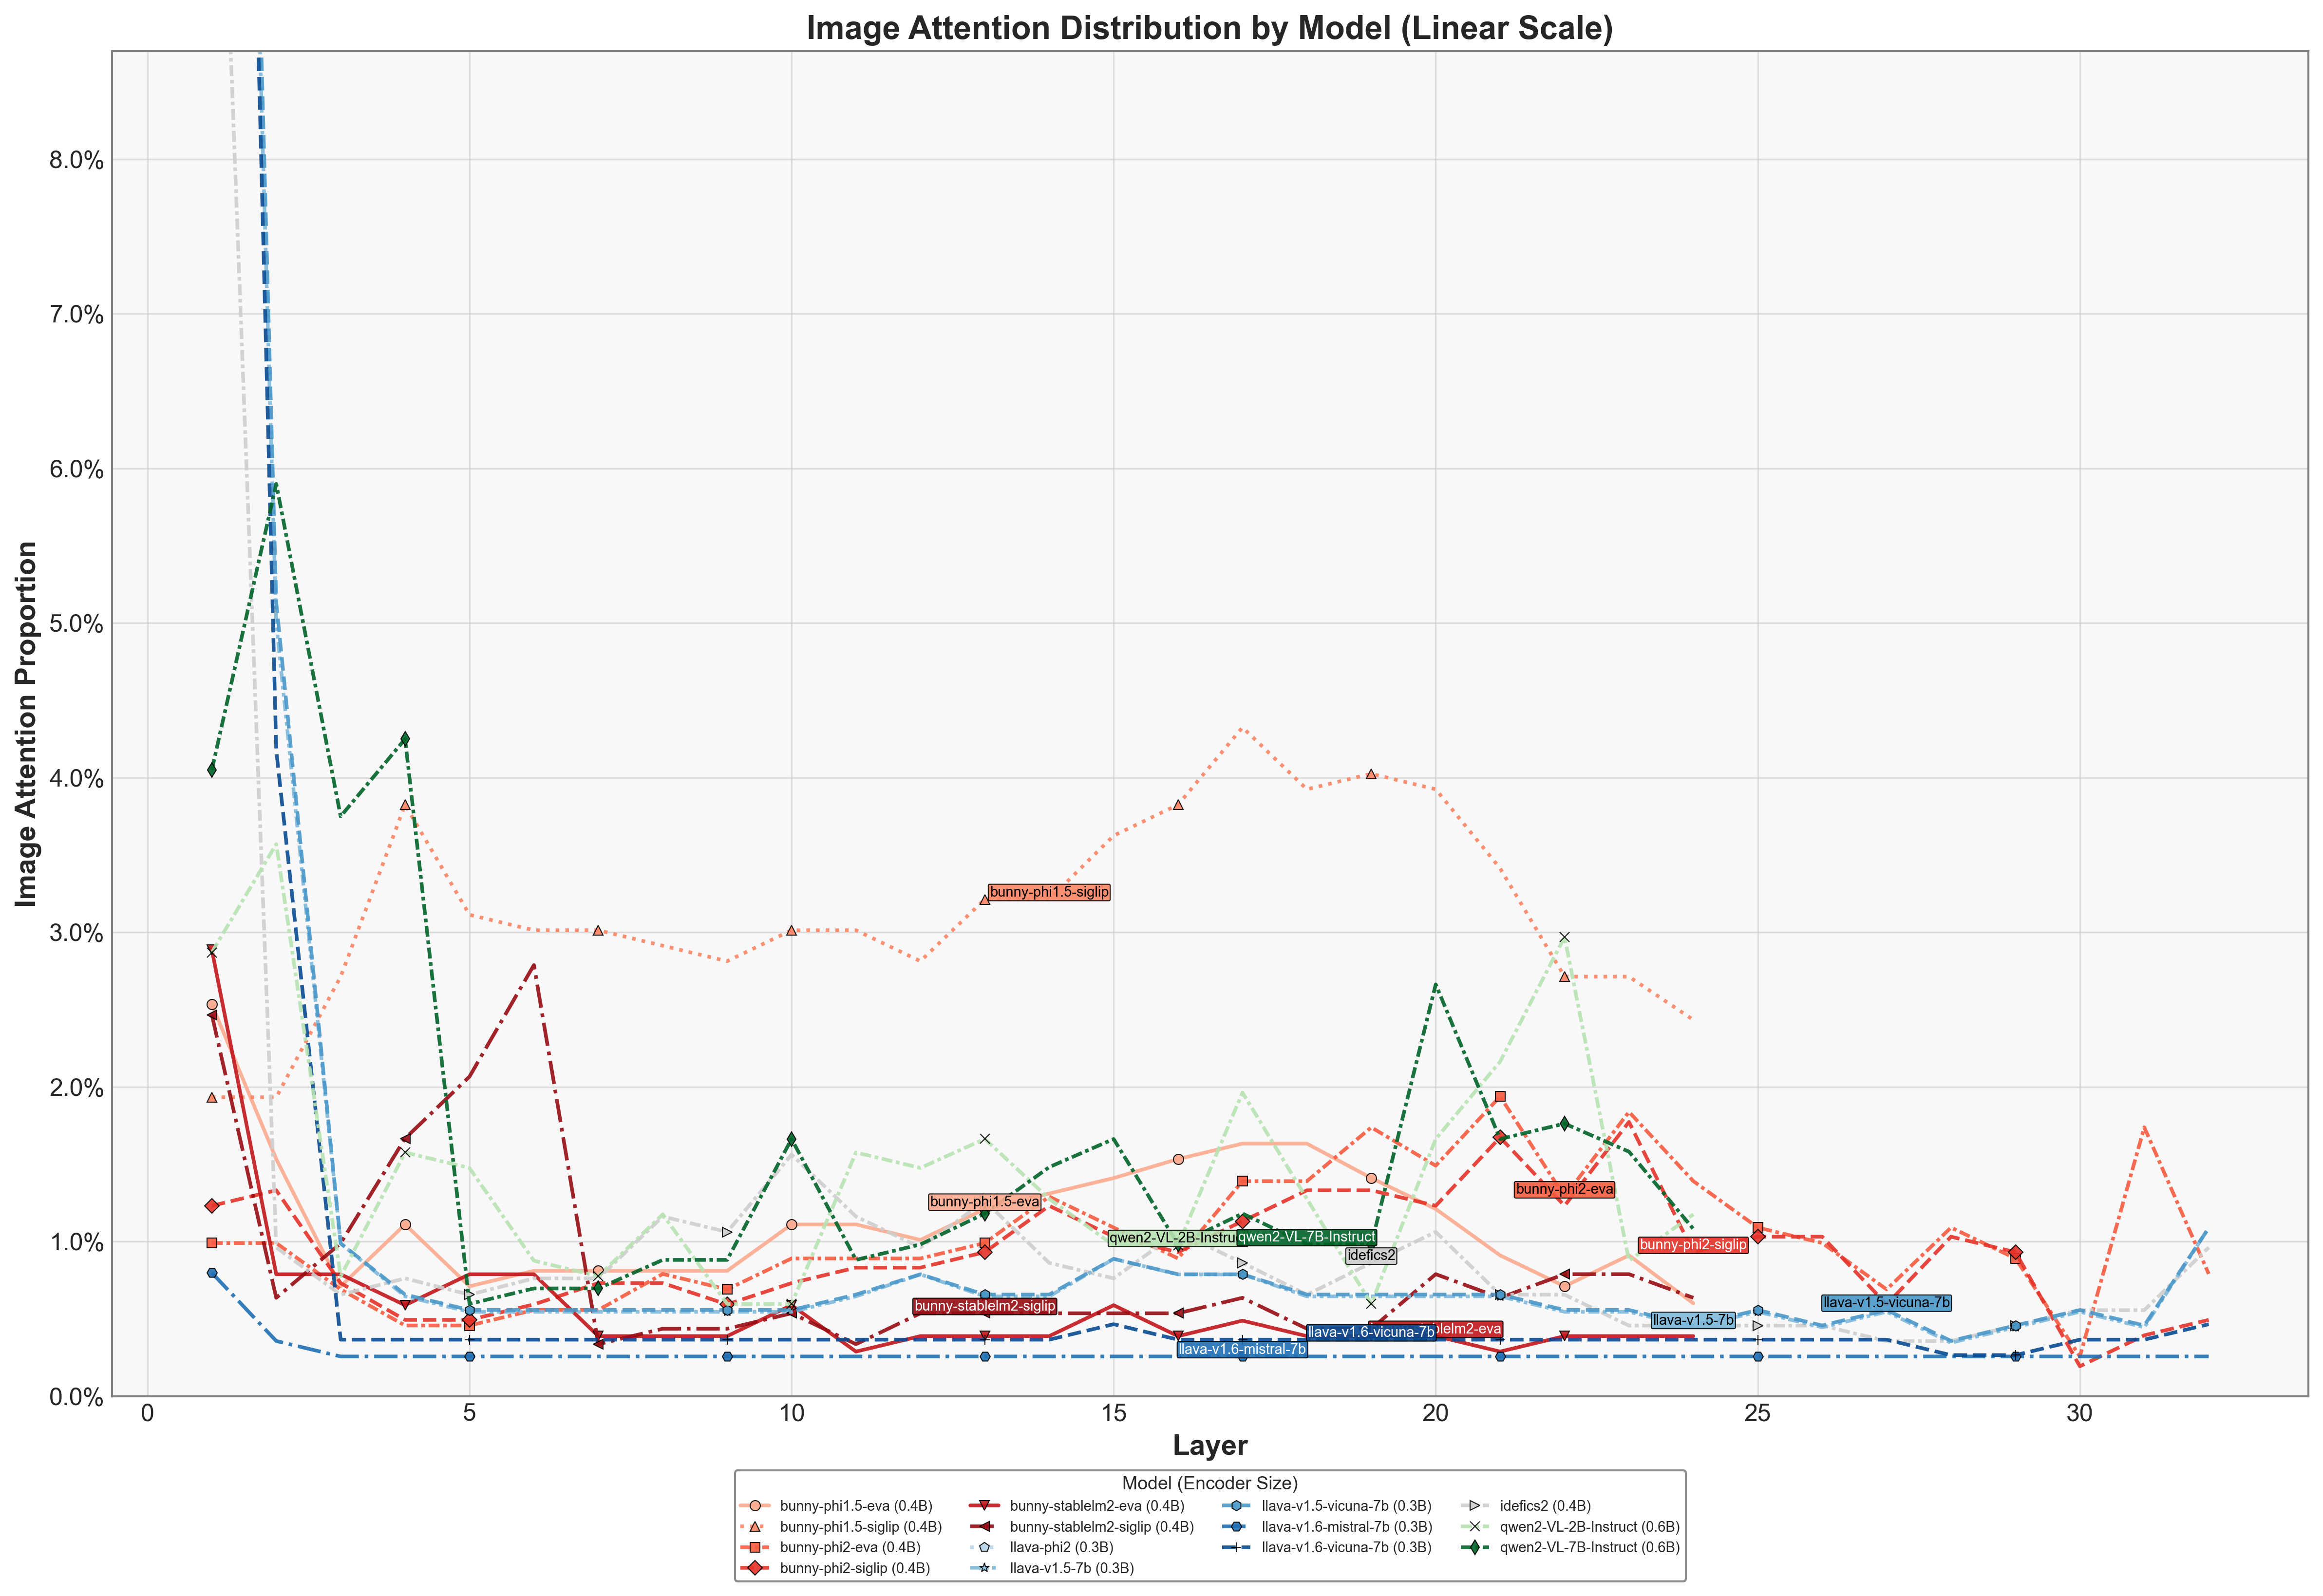 Image Attention Distribution by Model (Linear Scale)
8.0%
7.0%
6.0%
5.0%
4.0%
3.0%
2.0%
1.0%
0.0%
Image Attention Proportion
bunny-phi1.5-siglip
bunny-phi1.5-eva
bunny-phi2-eva
qwen2-VL-2B-Instruc
qwen2-VL-7B-Instruct
bunny-phi2-siglip
idefics2
bunny-stablelm2-siglip
llava-v1.5-vicuna-7b
llava-v1.5-7b
llava-v1.6-vicuna-7b
blelm2-eva
llava-v1.6-mistral-7b
0 5 10 15 20 25 30
Layer
Model (Encoder Size)
bunny-phi1.5-eva (0.4B)
bunny-phi1.5-siglip (0.4B)
bunny-phi2-eva (0.4B)
bunny-phi2-siglip (0.4B)
bunny-stablelm2-eva (0.4B)
bunny-stablelm2-siglip (0.4B)
llava-phi2 (0.3B)
llava-v1.5-7b (0.3B)
llava-v1.5-vicuna-7b (0.3B)
llava-v1.6-mistral-7b (0.3B)
llava-v1.6-vicuna-7b (0.3B)
idefics2 (0.4B)
qwen2-VL-2B-Instruct (0.6B)
qwen2-VL-7B-Instruct (0.6B)